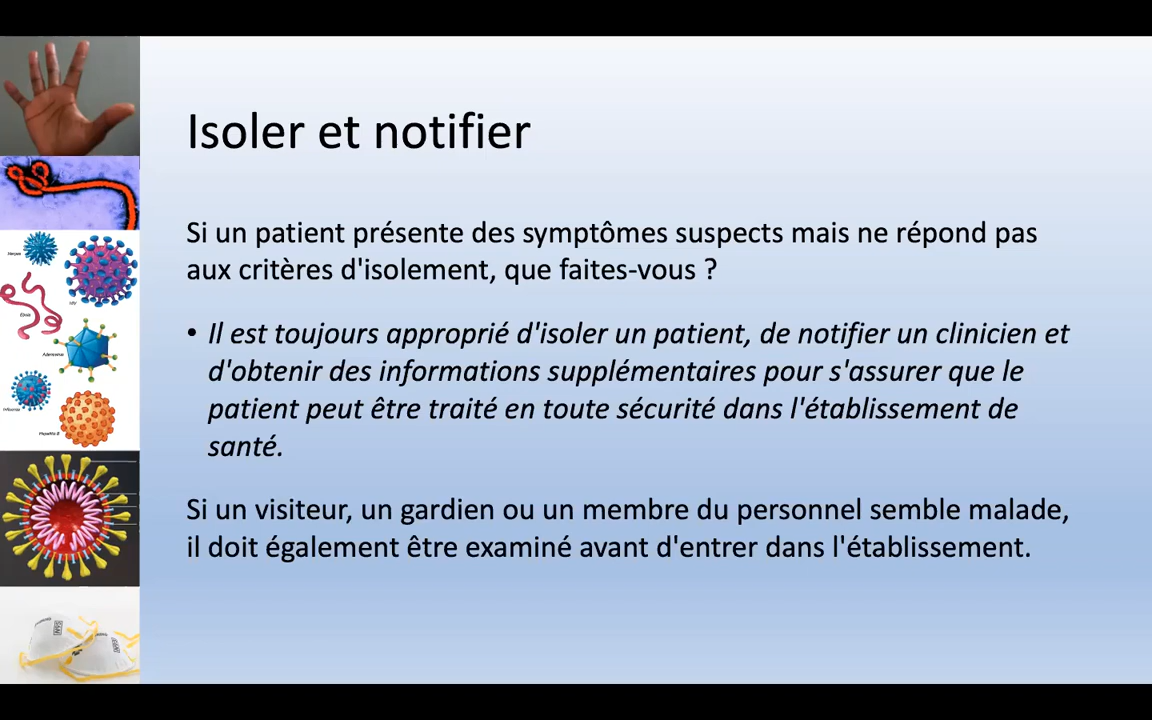 Isoler et notifier
Si un patient présente des symptômes suspects mais ne répond pas
aux critères d'isolement, que faites-vous ?
• Il est toujours approprié d'isoler un patient, de notifier un clinicien et
d'obtenir des informations supplémentaires pour s'assurer que le
patient peut être traité en toute sécurité dans l'établissement de
santé.
Si un visiteur, un gardien ou un membre du personnel semble malade,
il doit également être examiné avant d'entrer dans l'établissement.